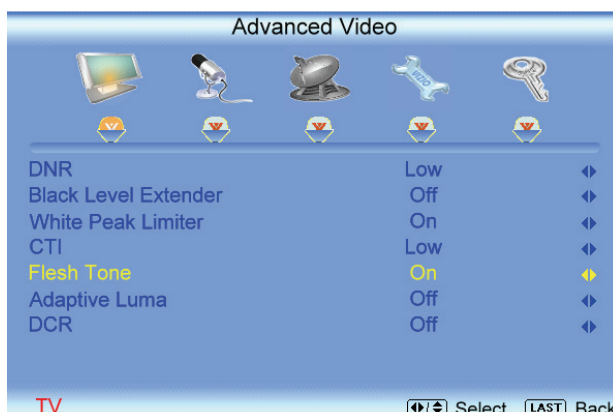 Advanced Video
VIZIO
DNR Low
Black Level Extender Off
White Peak Limiter On
CTI Low
Flesh Tone On
Adaptive Luma Off
DCR Off
TV Select LAST Back